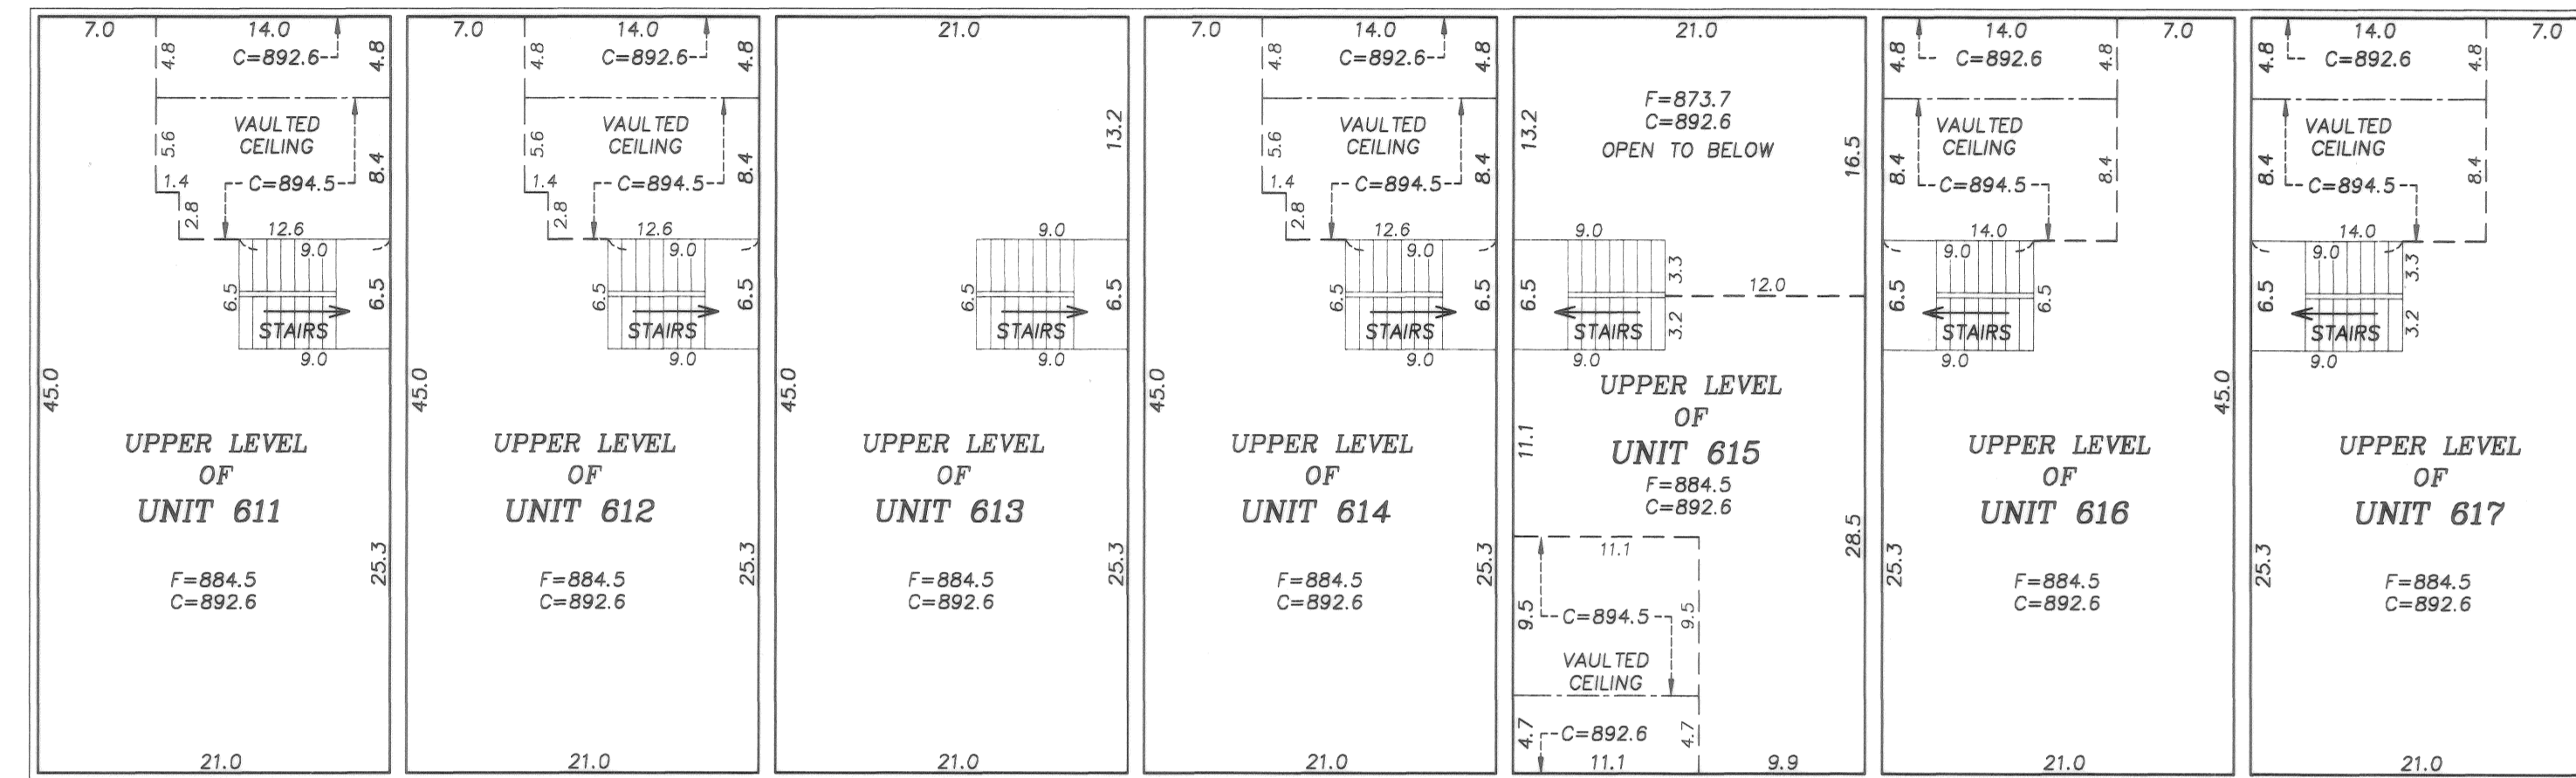 7.0 14.0
C=892.6
4.8
4.8
VAULTED
CEILING
5.6
8.4
1.4
C=894.5
2.8
12.6
9.0
6.5
6.5
STAIRS
9.0
45.0
UPPER LEVEL
OF
UNIT 611
F=884.5
C=892.6
25.3
21.0
7.0 14.0
C=892.6
4.8
4.8
VAULTED
CEILING
5.6
8.4
1.4
C=894.5
2.8
12.6
9.0
6.5
6.5
STAIRS
9.0
45.0
UPPER LEVEL
OF
UNIT 612
F=884.5
C=892.6
25.3
21.0
21.0
13.2
9.0
6.5
6.5
STAIRS
9.0
45.0
UPPER LEVEL
OF
UNIT 613
F=884.5
C=892.6
25.3
21.0
7.0 14.0
C=892.6
4.8
4.8
VAULTED
CEILING
5.6
8.4
1.4
C=894.5
2.8
12.6
9.0
6.5
6.5
STAIRS
9.0
45.0
UPPER LEVEL
OF
UNIT 614
F=884.5
C=892.6
25.3
21.0
21.0
F=873.7
C=892.6
OPEN TO BELOW
13.2
16.5
9.0
3.3
12.0
6.5
3.2
STAIRS
9.0
UPPER LEVEL
OF
UNIT 615
F=884.5
C=892.6
11.1
28.5
11.1
9.5
C=894.5
9.5
VAULTED
CEILING
4.7
C=892.6
4.7
11.1 9.9
14.0 7.0
4.8
C=892.6
4.8
VAULTED
CEILING
8.4
8.4
C=894.5
14.0
9.0
6.5
6.5
STAIRS
9.0
45.0
UPPER LEVEL
OF
UNIT 616
F=884.5
C=892.6
25.3
21.0
14.0 7.0
4.8
C=892.6
4.8
VAULTED
CEILING
8.4
8.4
C=894.5
14.0
9.0
3.3
6.5
3.2
STAIRS
9.0
UPPER LEVEL
OF
UNIT 617
F=884.5
C=892.6
25.3
21.0